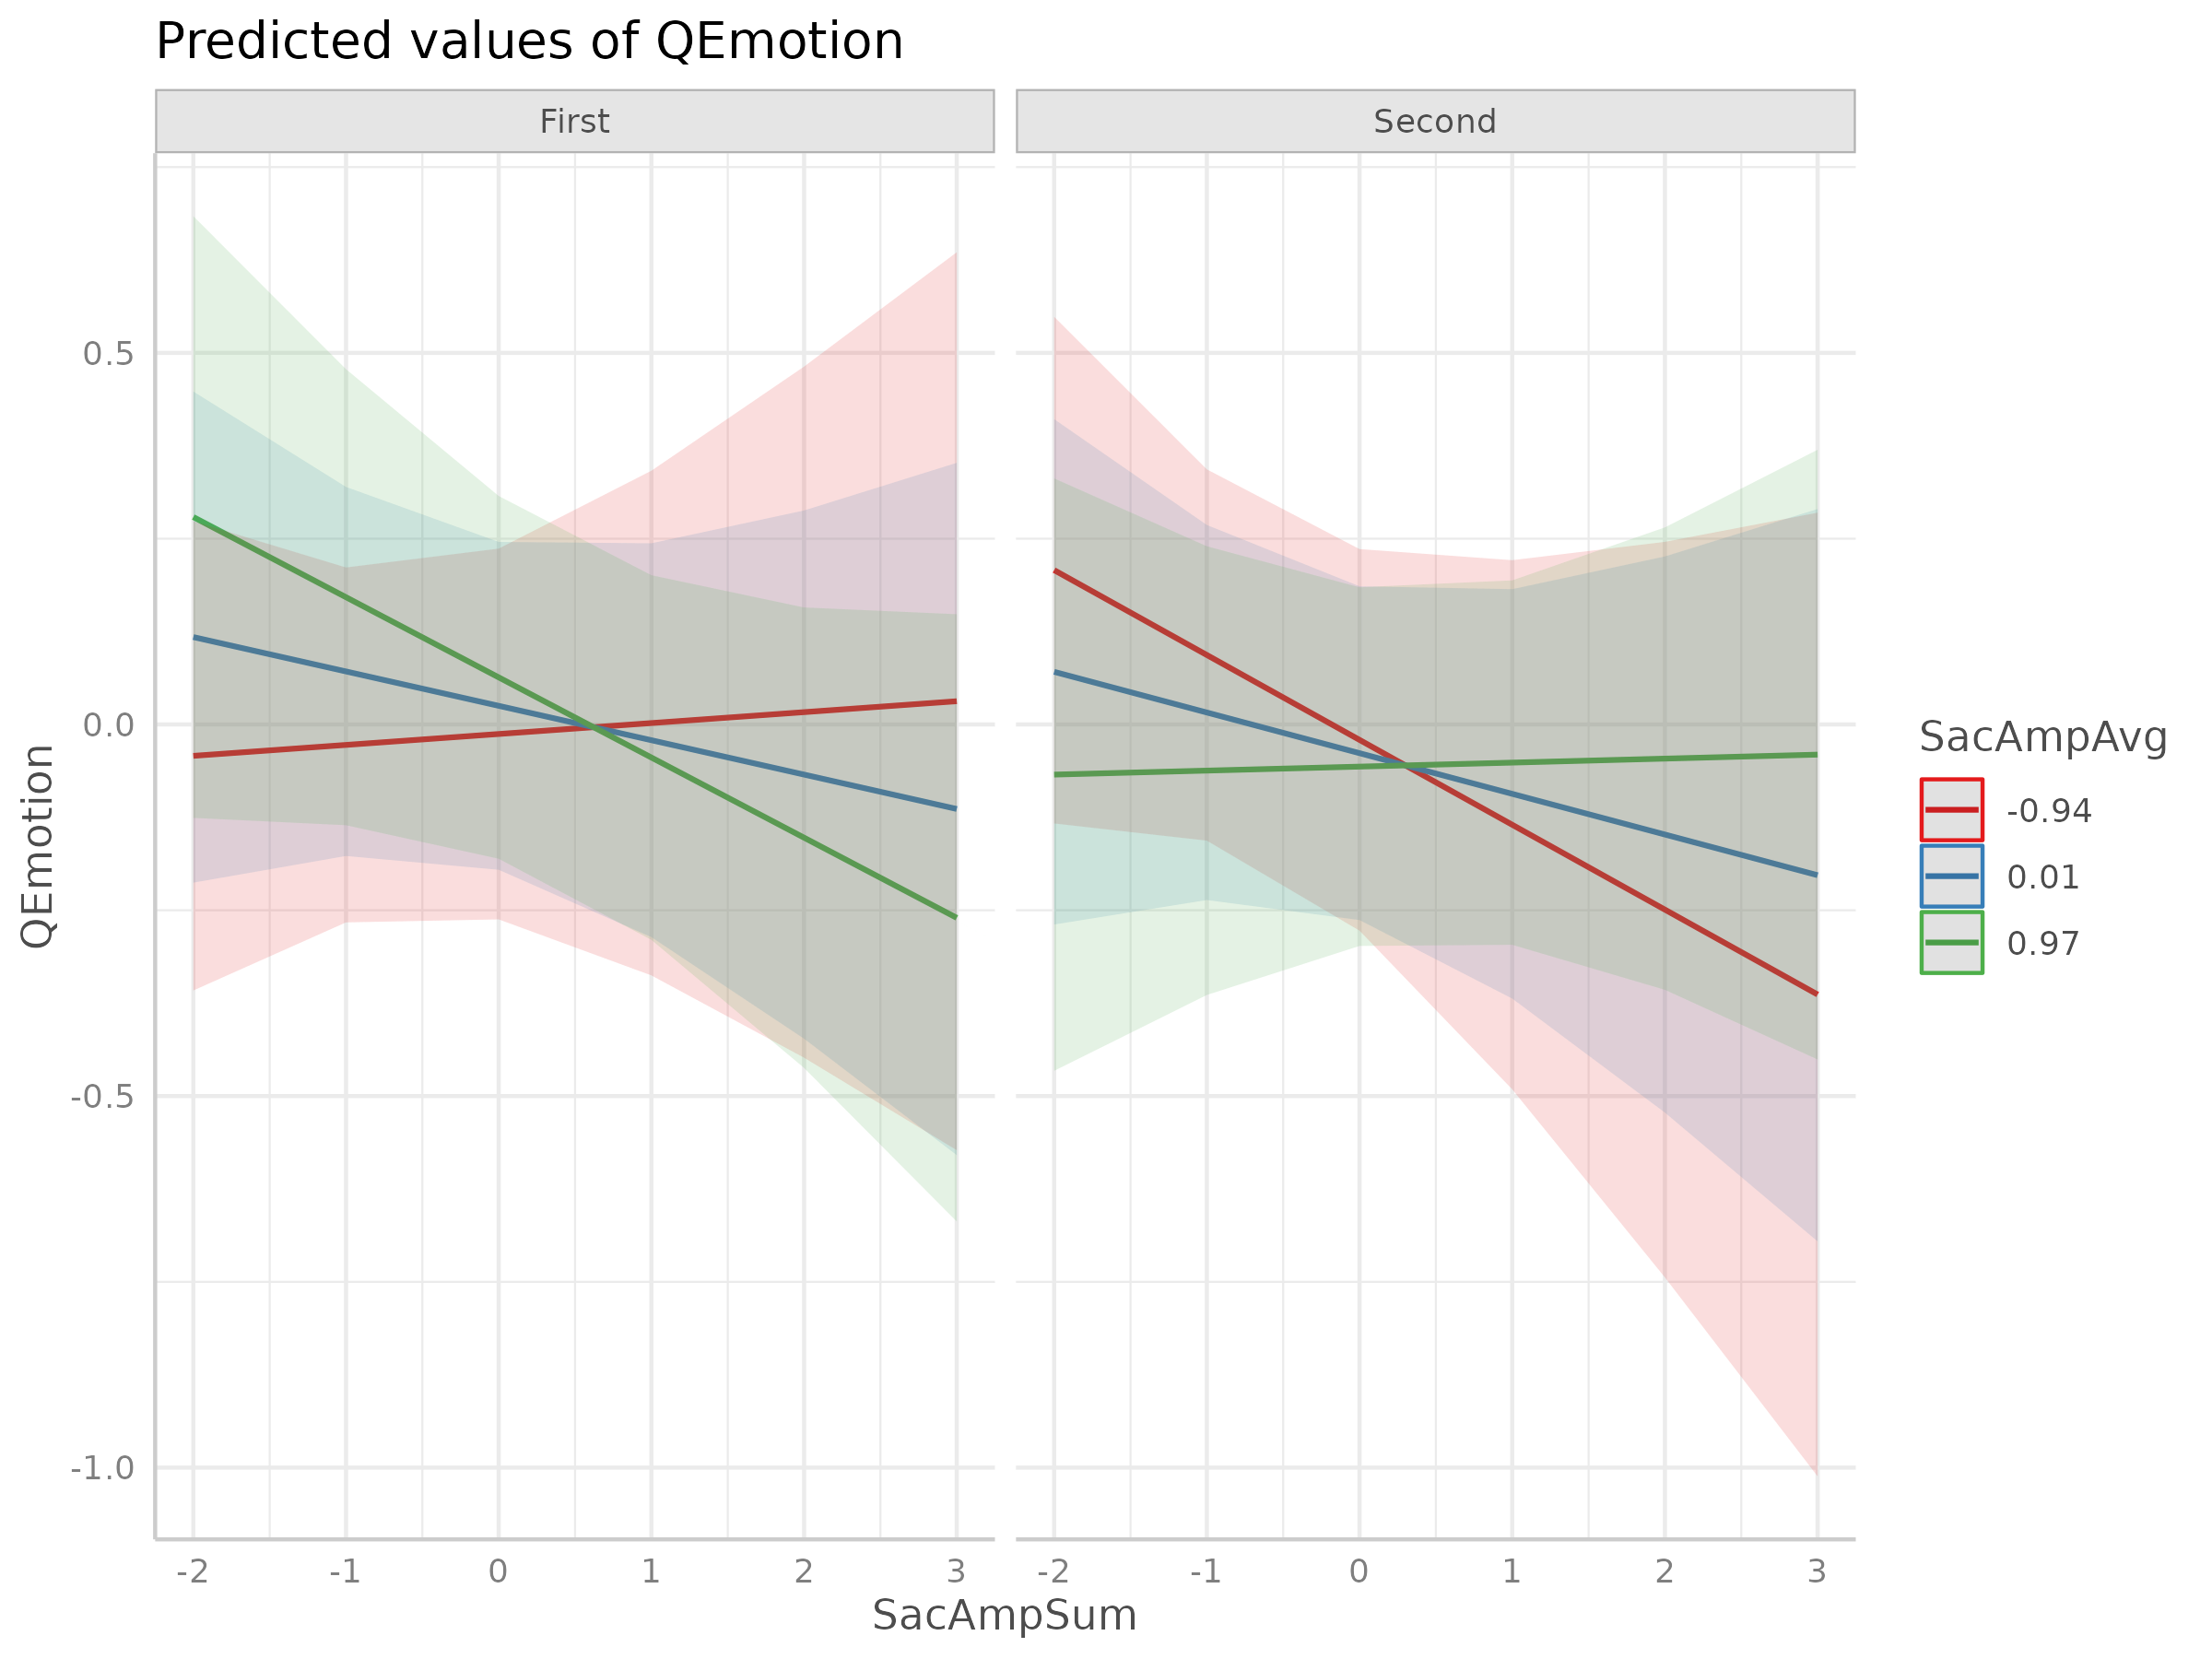 Predicted values of QEmotion
First
Second
QEmotion
0.5
0.0
-0.5
-1.0
-2 -1 0 1 2 3
-2 -1 0 1 2 3
SacAmpSum
SacAmpAvg
-0.94
0.01
0.97